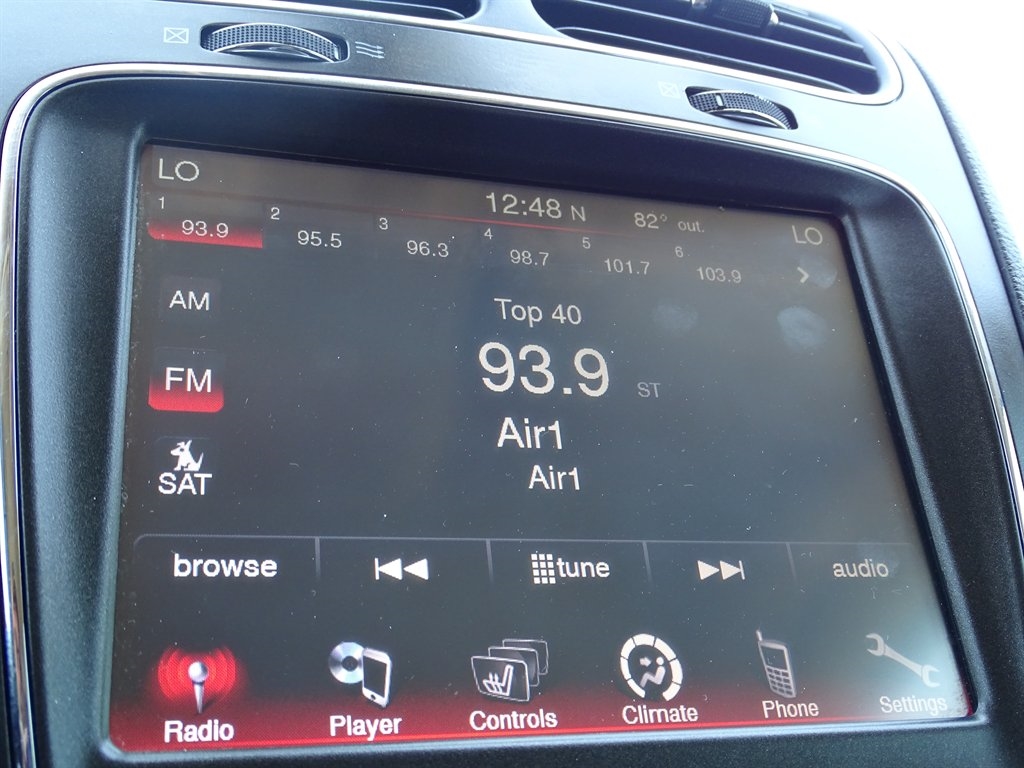 LO 12:48 N 82° out. LO
1 93.9 2 95.5 3 96.3 4 98.7 5 101.7 6 103.9 >
AM
Top 40
FM
93.9 ST
Air1
Air1
SAT
browse tune audio
Radio Player Controls Climate Phone Settings